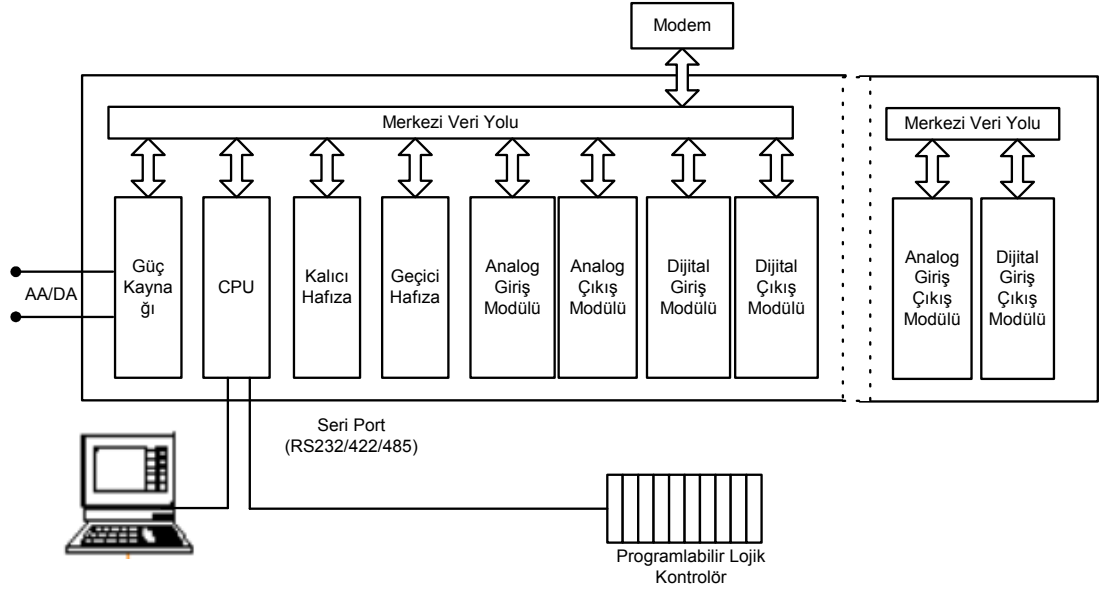 Modem
Merkezi Veri Yolu
Merkezi Veri Yolu
Güç
Kayna
ğı
CPU
Kalıcı
Hafıza
Geçici
Hafıza
Analog
Giriş
Modülü
Analog
Çıkış
Modülü
Dijital
Giriş
Modülü
Dijital
Çıkış
Modülü
Analog
Giriş
Çıkış
Modülü
Dijital
Giriş
Çıkış
Modülü
AA/DA
Seri Port
(RS232/422/485)
Programlabilir Lojik
Kontrolör